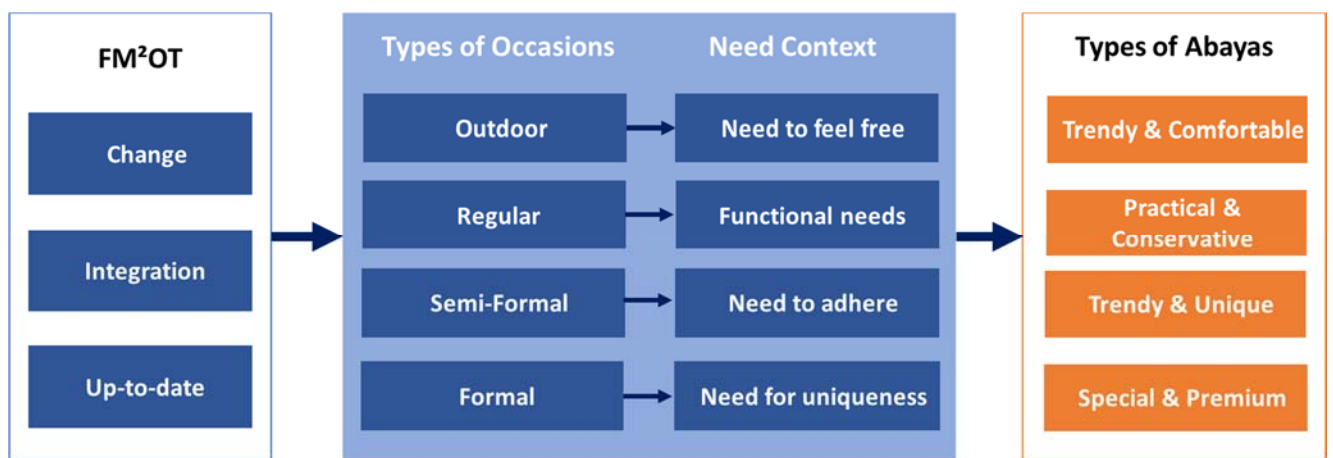 FM²OT
Change
Integration
Up-to-date
Types of Occasions
Need Context
Outdoor
Need to feel free
Regular
Functional needs
Semi-Formal
Need to adhere
Formal
Need for uniqueness
Types of Abayas
Trendy & Comfortable
Practical &
Conservative
Trendy & Unique
Special & Premium